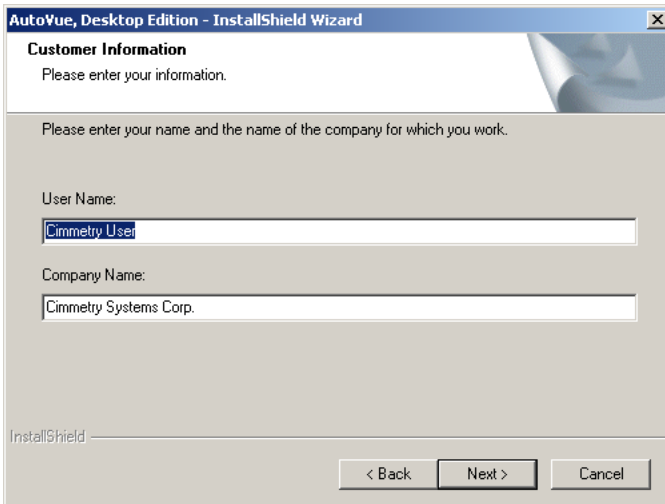 AutoVue, Desktop Edition - InstallShield Wizard
Customer Information
Please enter your information.
Please enter your name and the name of the company for which you work.
User Name:
Cimmetry User
Company Name:
Cimmetry Systems Corp.
InstallShield
< Back Next > Cancel